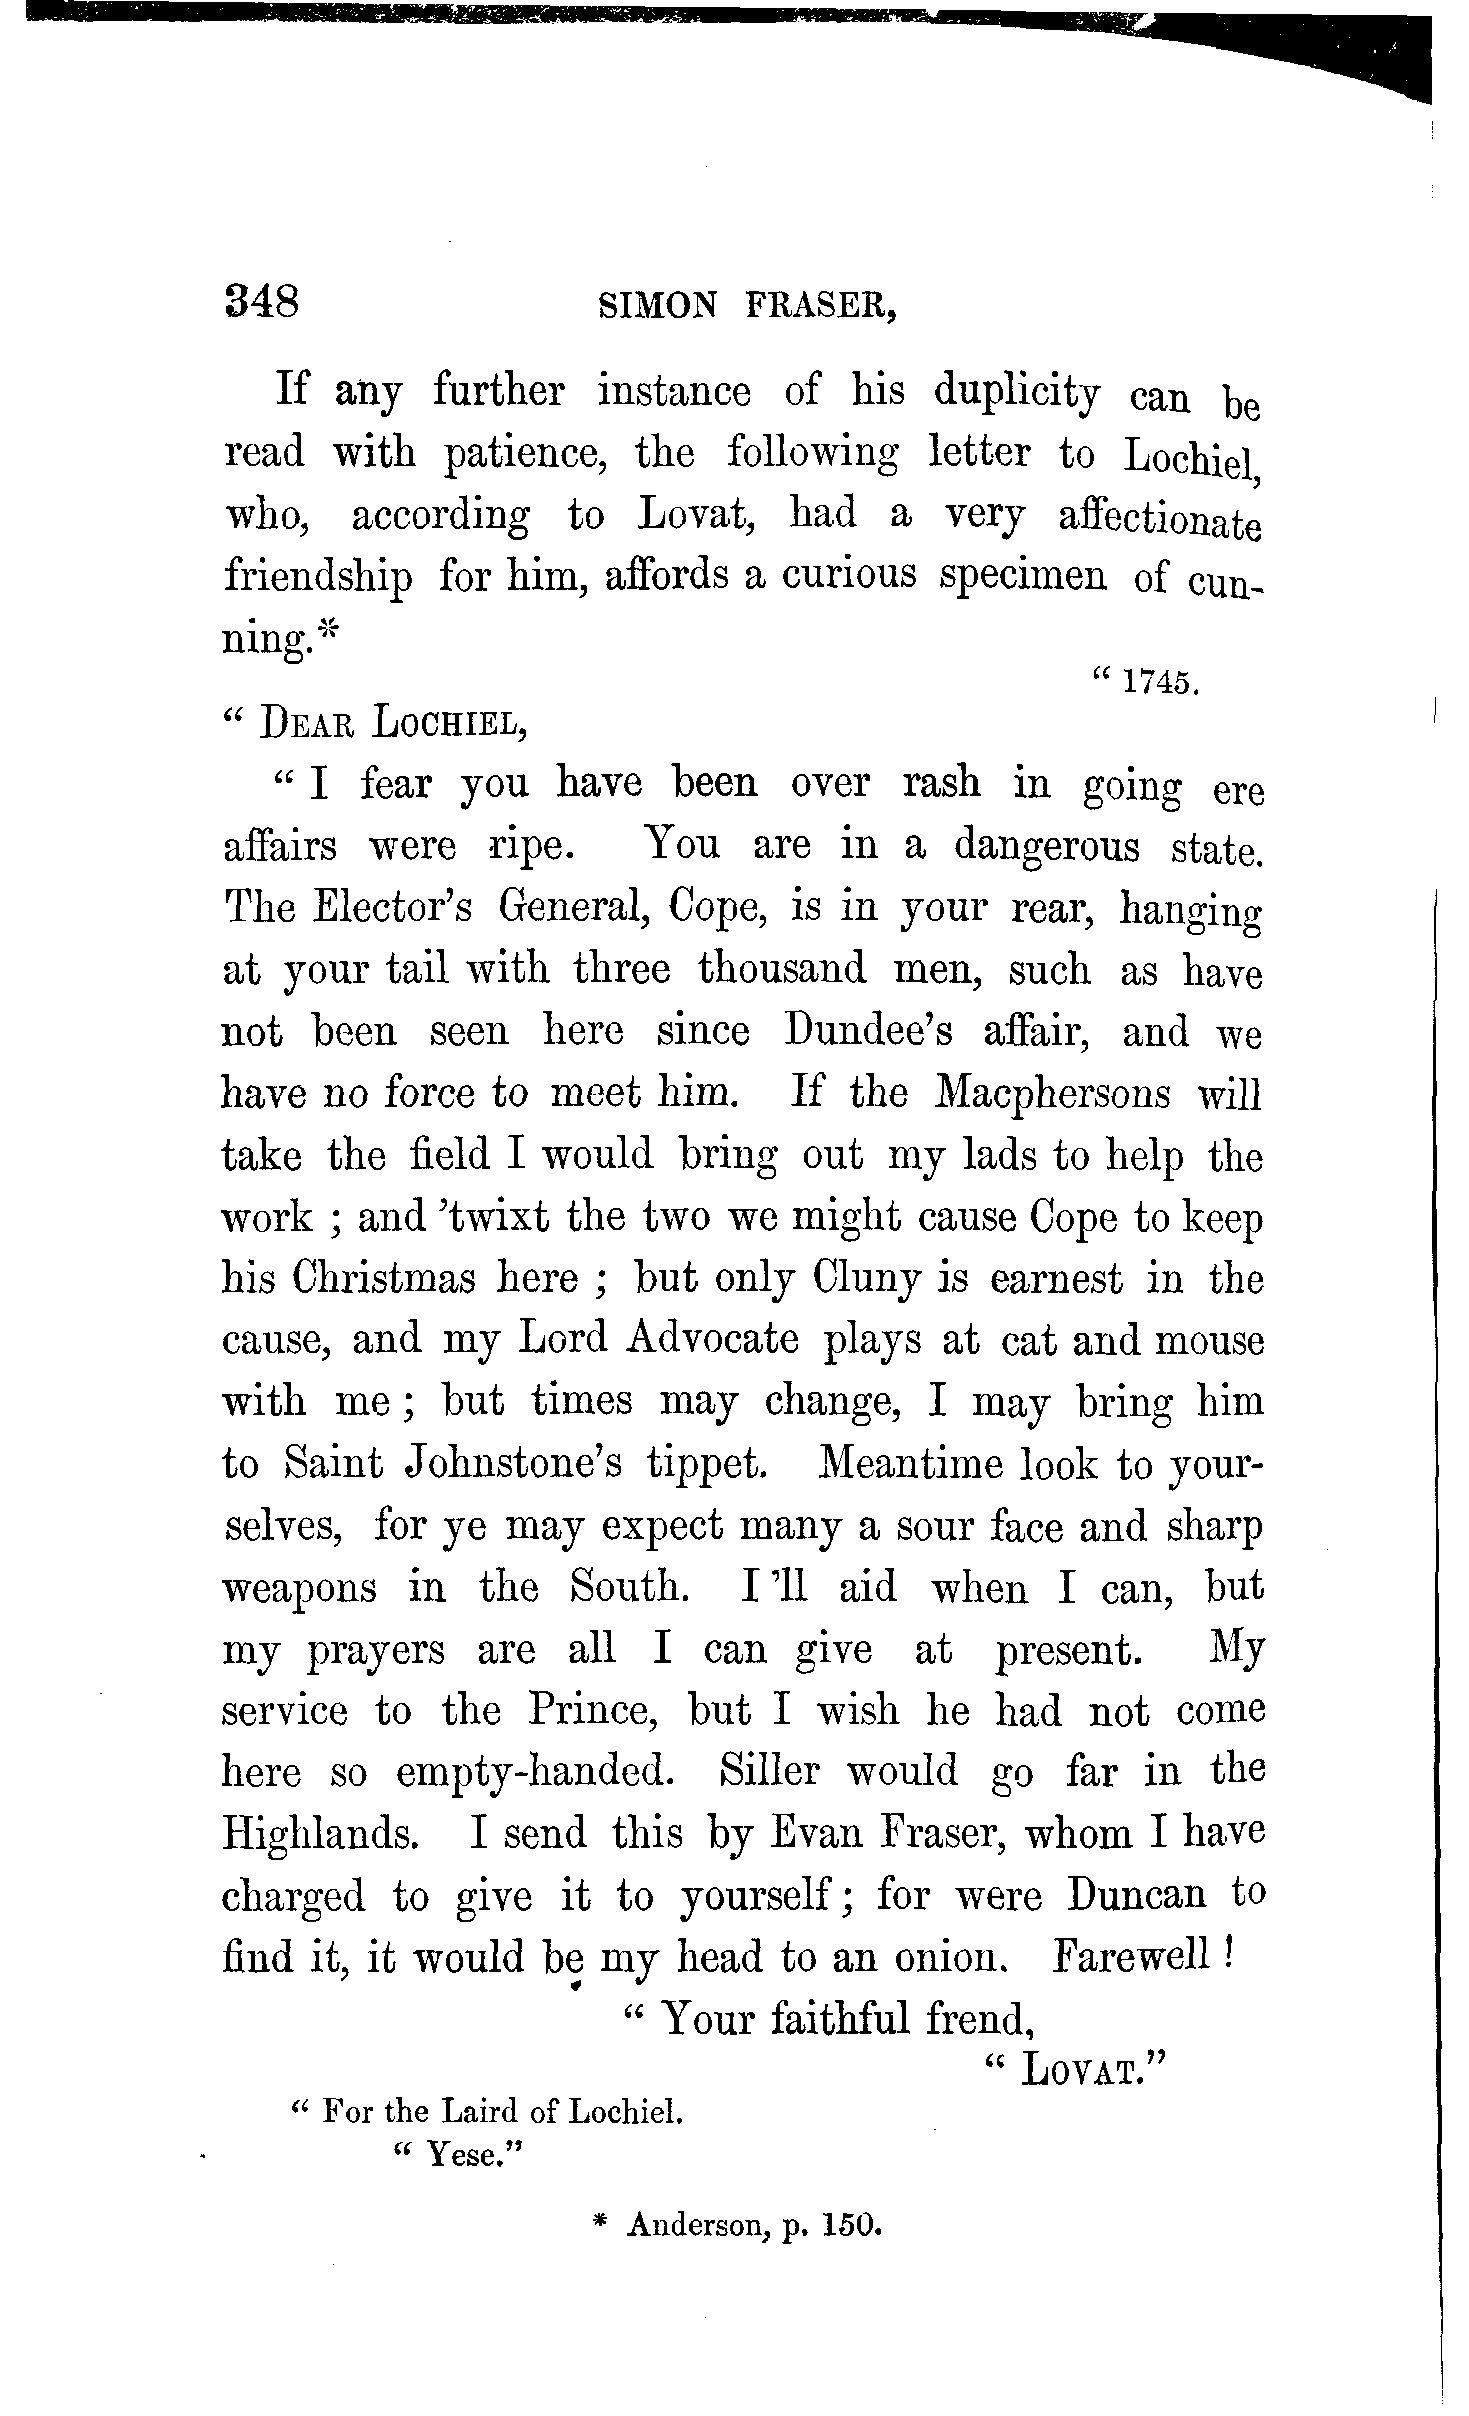 348 SIMON FRASER,
If any further instance of his duplicity can be
read with patience, the following letter to Lochiel,
who, according to Lovat, had a very affectionate
friendship for him, affords a curious specimen of cun-
ning.*
“ 1745.
“ DEAR LOCHIEL,
“ I fear you have been over rash in going ere
affairs were ripe. You are in a dangerous state.
The Elector’s General, Cope, is in your rear, hanging
at your tail with three thousand men, such as have
not been seen here since Dundee’s affair, and we
have no force to meet him. If the Macphersons will
take the field I would bring out my lads to help the
work ; and ’twixt the two we might cause Cope to keep
his Christmas here ; but only Cluny is earnest in the
cause, and my Lord Advocate plays at cat and mouse
with me ; but times may change, I may bring him
to Saint Johnstone’s tippet. Meantime look to your-
selves, for ye may expect many a sour face and sharp
weapons in the South. I ’ll aid when I can, but
my prayers are all I can give at present. My
service to the Prince, but I wish he had not come
here so empty-handed. Siller would go far in the
Highlands. I send this by Evan Fraser, whom I have
charged to give it to yourself ; for were Duncan to
find it, it would be my head to an onion. Farewell !
“ Your faithful frend,
“ LOVAT.”
“ For the Laird of Lochiel.
“ Yese.”
* Anderson, p. 150.